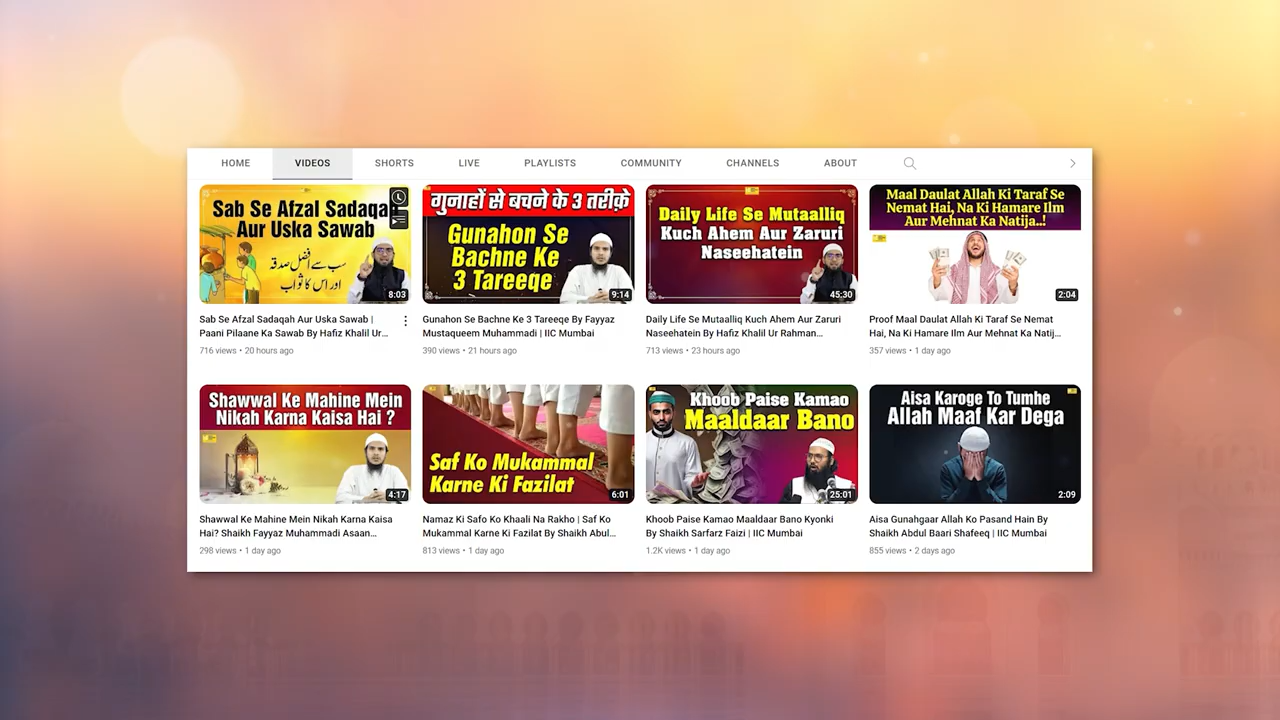 HOME VIDEOS SHORTS LIVE PLAYLISTS COMMUNITY CHANNELS ABOUT
Sab Se Afzal Sadaqa
Aur Uska Sawab
سب سے افضل صدقہ
اور اس کا ثواب
8:03
गुनाहों से बचने के 3 तरीक़े
Gunahon Se
Bachne Ke
3 Tareeqe
9:14
Daily Life Se Mutaalliq
Kuch Ahem Aur Zaruri
Naseehatein
45:30
Maal Daulat Allah Ki Taraf Se
Nemat Hai, Na Ki Hamare Ilm
Aur Mehnat Ka Natija..!
2:04
Sab Se Afzal Sadaqah Aur Uska Sawab |
Paani Pilaane Ka Sawab By Hafiz Khalil Ur...
716 views • 20 hours ago
Gunahon Se Bachne Ke 3 Tareeqe By Fayyaz
Mustaqueem Muhammadi | IIC Mumbai
390 views • 21 hours ago
Daily Life Se Mutaalliq Kuch Ahem Aur Zaruri
Naseehatein By Hafiz Khalil Ur Rahman...
713 views • 23 hours ago
Proof Maal Daulat Allah Ki Taraf Se Nemat
Hai, Na Ki Hamare Ilm Aur Mehnat Ka Natij...
357 views • 1 day ago
Shawwal Ke Mahine Mein
Nikah Karna Kaisa Hai ?
4:17
Saf Ko Mukammal
Karne Ki Fazilat
6:01
Khoob Paise Kamao
Maaldaar Bano
25:01
Aisa Karoge To Tumhe
Allah Maaf Kar Dega
2:09
Shawwal Ke Mahine Mein Nikah Karna Kaisa
Hai? Shaikh Fayyaz Muhammadi Asaan...
298 views • 1 day ago
Namaz Ki Safo Ko Khaali Na Rakho | Saf Ko
Mukammal Karne Ki Fazilat By Shaikh Abul...
813 views • 1 day ago
Khoob Paise Kamao Maaldaar Bano Kyonki
By Shaikh Sarfarz Faizi | IIC Mumbai
1.2K views • 1 day ago
Aisa Gunahgaar Allah Ko Pasand Hain By
Shaikh Abdul Baari Shafeeq | IIC Mumbai
855 views • 2 days ago